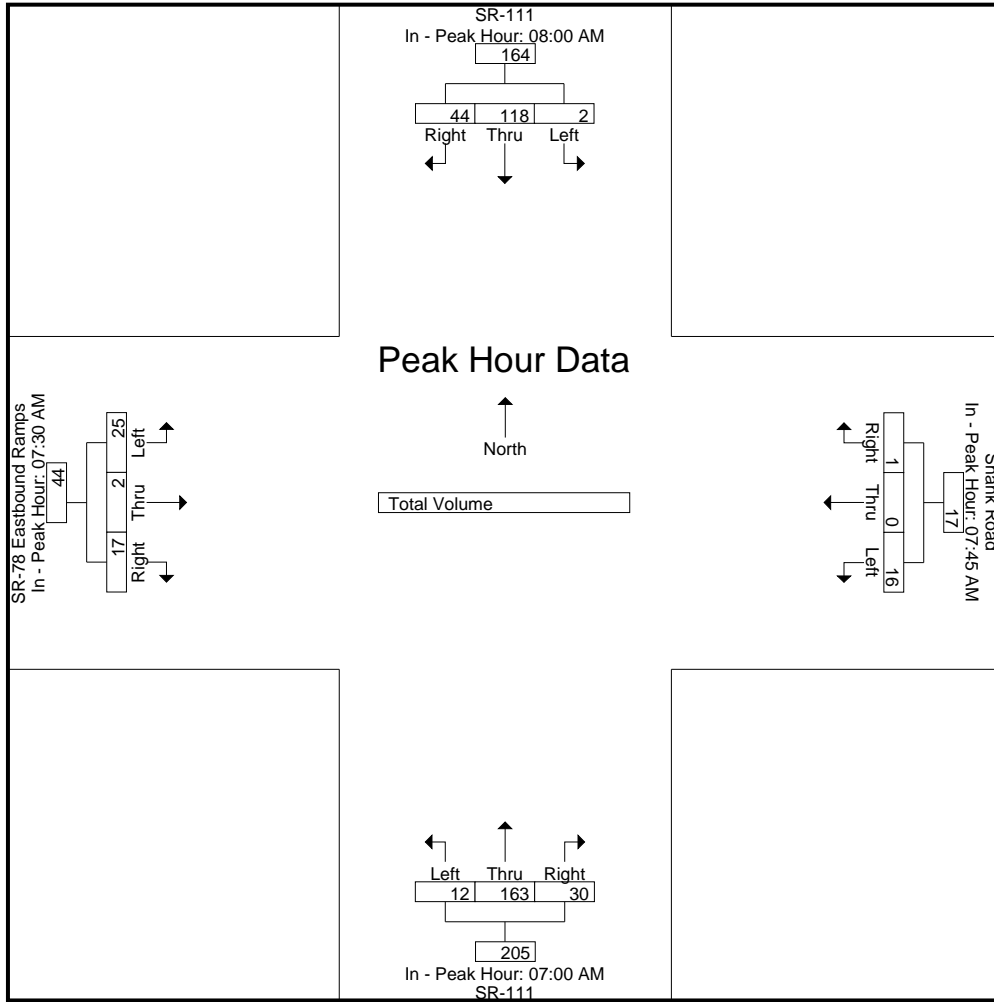 SR-111
In - Peak Hour: 08:00 AM
164
44 118 2
Right Thru Left
Peak Hour Data
North
Total Volume
SR-78 Eastbound Ramps
In - Peak Hour: 07:30 AM
44
25 2 17
Left Thru Right
Shank Road
In - Peak Hour: 07:45 AM
17
1 0 16
Right Thru Left
Left Thru Right
12 163 30
205
In - Peak Hour: 07:00 AM
SR-111